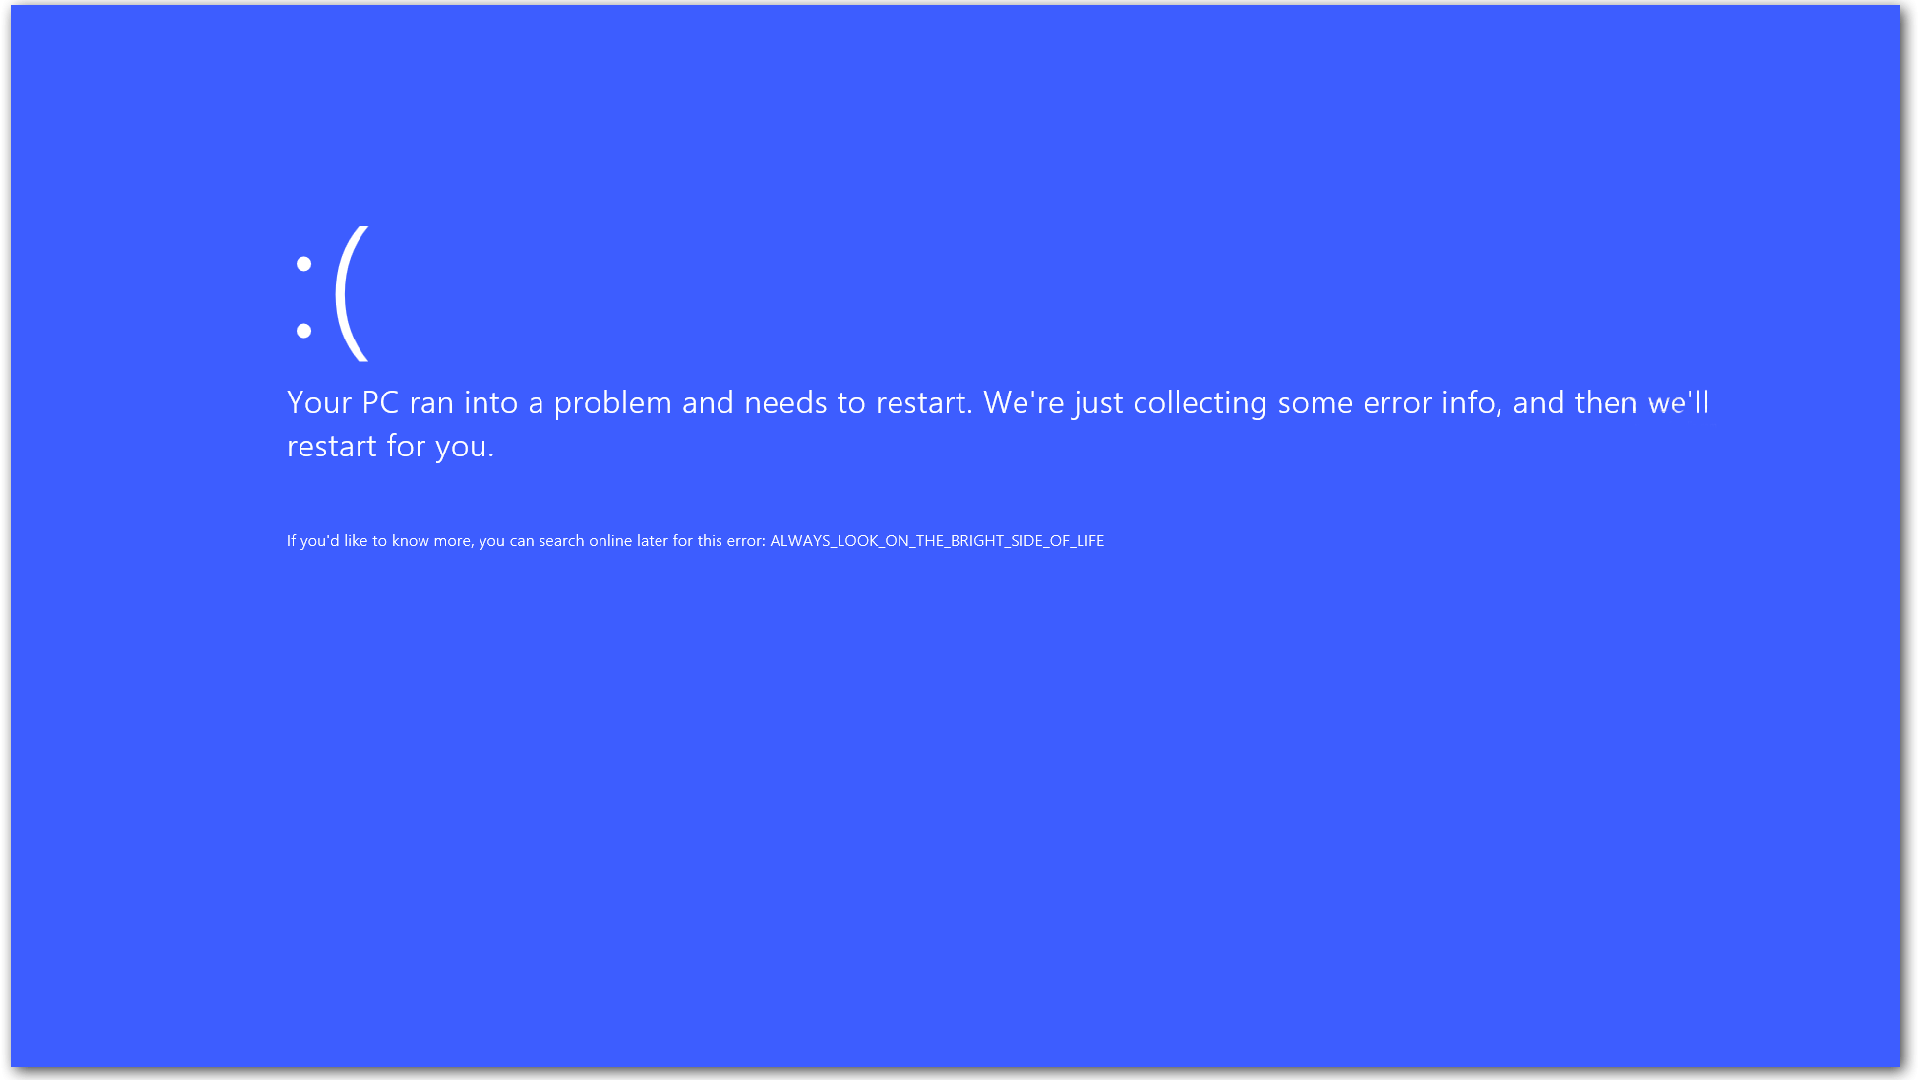 :(
Your PC ran into a problem and needs to restart. We're just collecting some error info, and then we'll
restart for you.
If you'd like to know more, you can search online later for this error: ALWAYS_LOOK_ON_THE_BRIGHT_SIDE_OF_LIFE